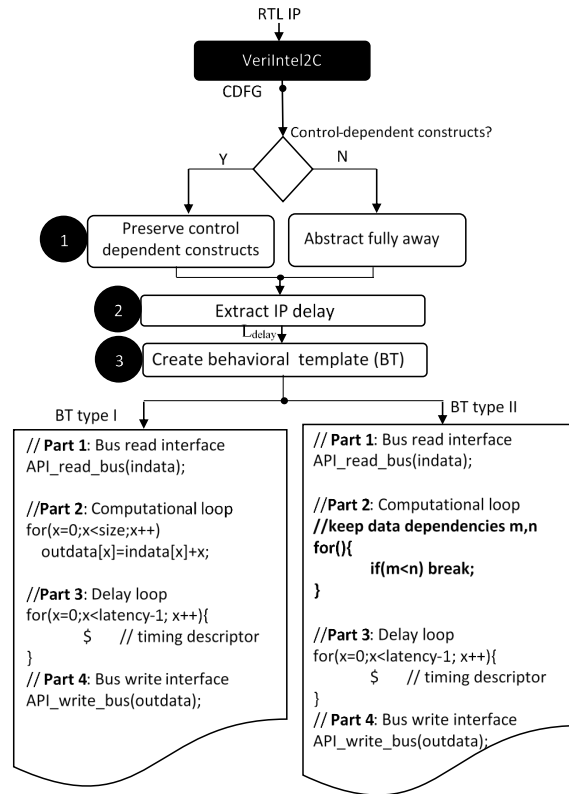 RTL IP
VeriIntel2C
CDFG
Control-dependent constructs?
Y
N
1
Preserve control
dependent constructs
Abstract fully away
2
Extract IP delay
Ldelay
3
Create behavioral template (BT)
BT type I
// Part 1: Bus read interface
API_read_bus(indata);
//Part 2: Computational loop
for(x=0;x<size;x++)
outdata[x]=indata[x]+x;
//Part 3: Delay loop
for(x=0;x<latency-1; x++){
$ // timing descriptor
}
// Part 4: Bus write interface
API_write_bus(outdata);
BT type II
// Part 1: Bus read interface
API_read_bus(indata);
//Part 2: Computational loop
//keep data dependencies m,n
for(){
if(m<n) break;
}
//Part 3: Delay loop
for(x=0;x<latency-1; x++){
$ // timing descriptor
}
// Part 4: Bus write interface
API_write_bus(outdata);